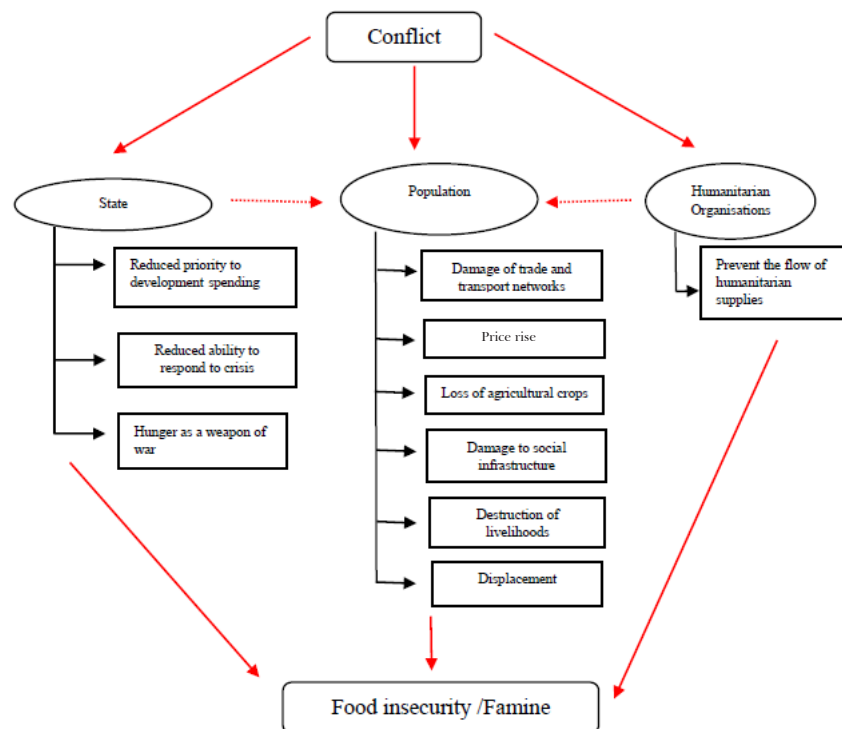 Conflict
State
Population
Humanitarian
Organisations
Reduced priority to
development spending
Reduced ability to
respond to crisis
Hunger as a weapon of
war
Damage of trade and
transport networks
Price rise
Loss of agricultural crops
Damage to social
infrastructure
Destruction of
livelihoods
Displacement
Prevent the flow of
humanitarian
supplies
Food insecurity /Famine